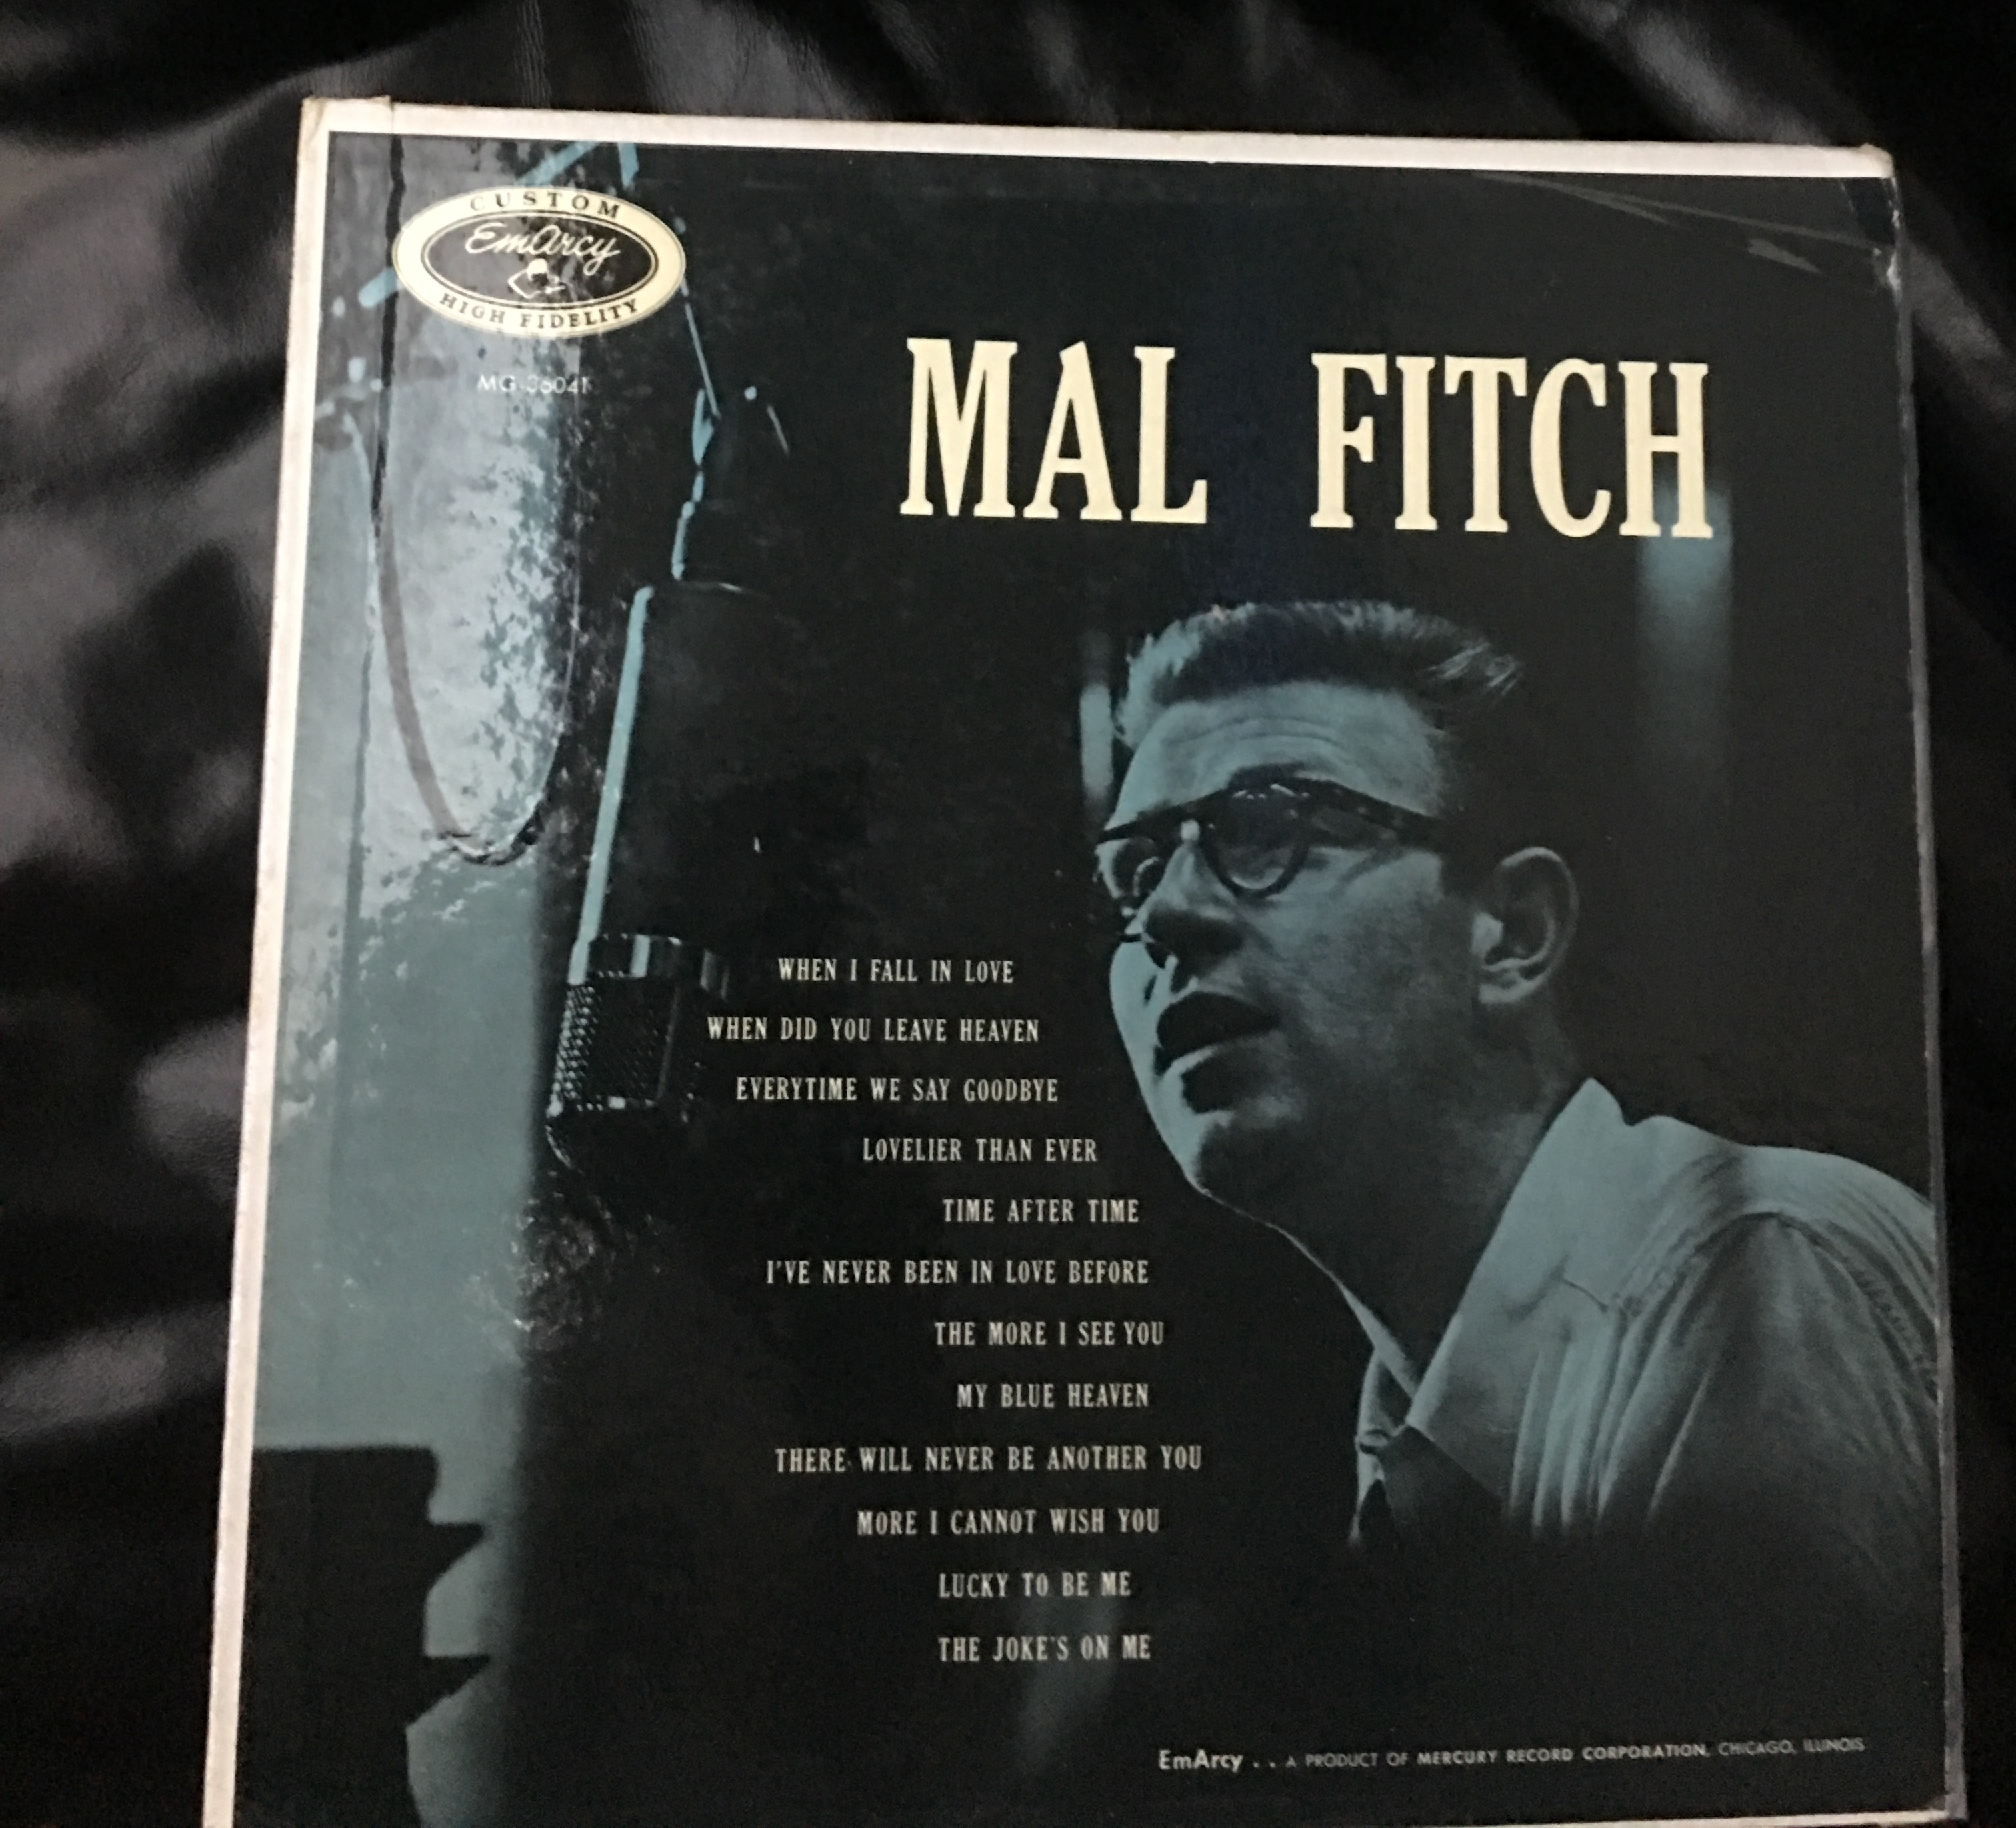 CUSTOM
EmArcy
HIGH FIDELITY
MG-36041
MAL FITCH
WHEN I FALL IN LOVE
WHEN DID YOU LEAVE HEAVEN
EVERYTIME WE SAY GOODBYE
LOVELIER THAN EVER
TIME AFTER TIME
I'VE NEVER BEEN IN LOVE BEFORE
THE MORE I SEE YOU
MY BLUE HEAVEN
THERE WILL NEVER BE ANOTHER YOU
MORE I CANNOT WISH YOU
LUCKY TO BE ME
THE JOKE'S ON ME
EmArcy . . A PRODUCT OF MERCURY RECORD CORPORATION, CHICAGO, ILLINOIS